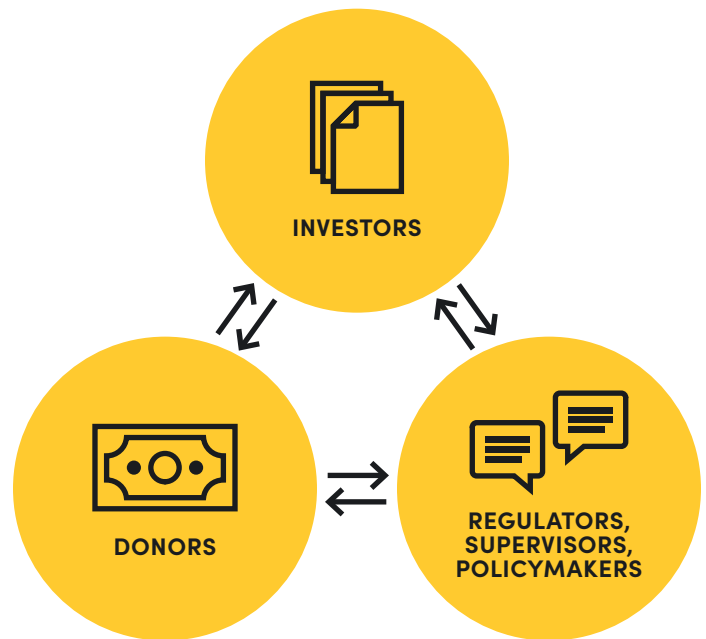 INVESTORS
DONORS
REGULATORS,
SUPERVISORS,
POLICYMAKERS